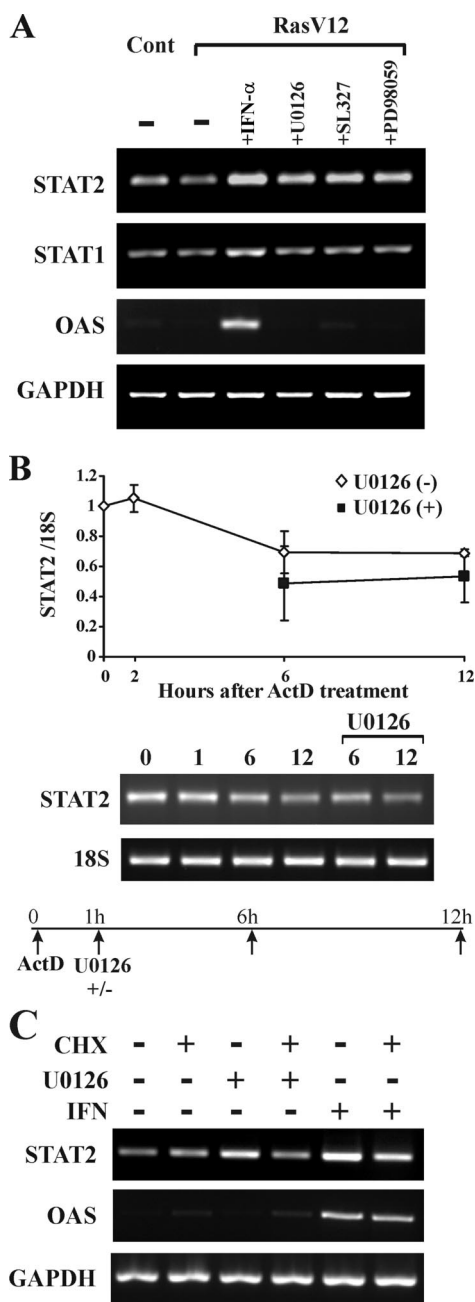 A
Cont
RasV12
- - +IFN-α +U0126 +SL327 +PD98059
STAT2
STAT1
OAS
GAPDH
B
STAT2 /18S
1.2
1
0.8
0.6
0.4
0.2
0
U0126 (-)
U0126 (+)
0 2 6 12
Hours after ActD treatment
U0126
0 1 6 12 6 12
STAT2
18S
0 1h 6h 12h
ActD U0126
+/-
C
CHX - + - + - +
U0126 - - + + - -
IFN - - - - + +
STAT2
OAS
GAPDH